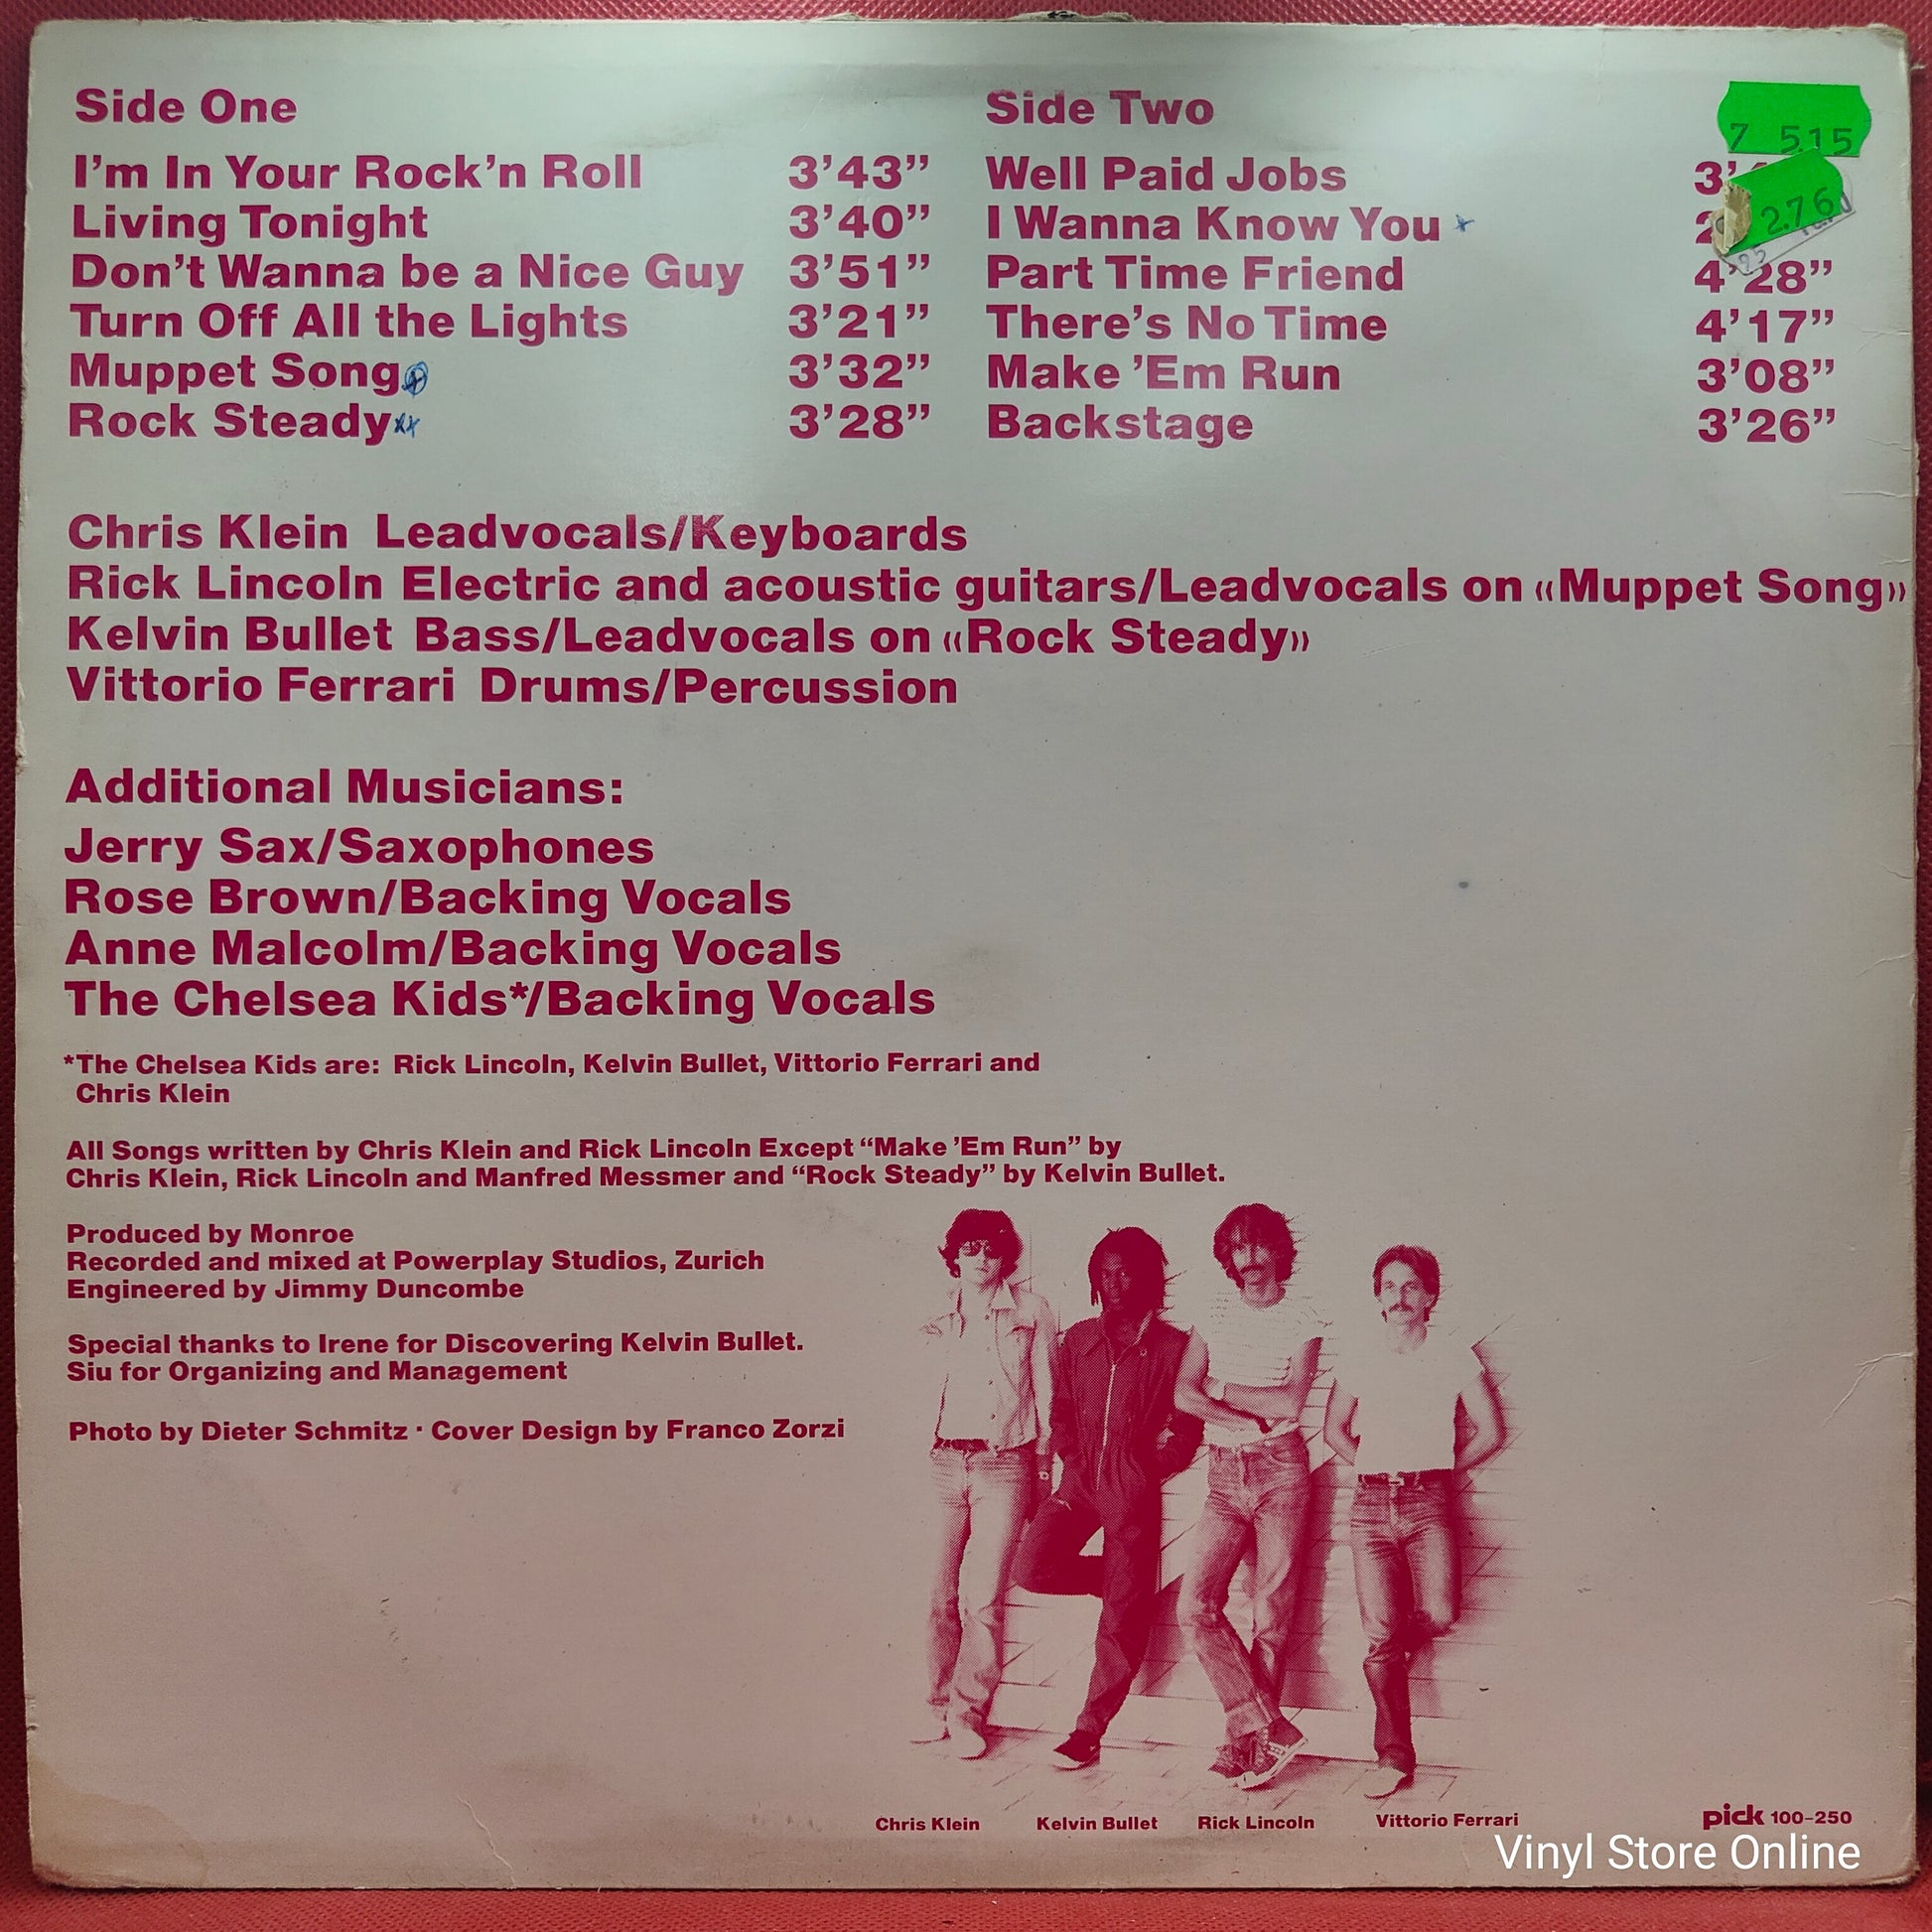 Side One
I'm In Your Rock'n Roll 3'43”
Living Tonight 3'40”
Don't Wanna be a Nice Guy 3'51”
Turn Off All the Lights 3'21”
Muppet Song 3'32”
Rock Steady 3'28”
Side Two
Well Paid Jobs
I Wanna Know You
Part Time Friend 4'28”
There's No Time 4'17”
Make 'Em Run 3'08”
Backstage 3'26”
7 515
276
Chris Klein Leadvocals/Keyboards
Rick Lincoln Electric and acoustic guitars/Leadvocals on «Muppet Song»
Kelvin Bullet Bass/Leadvocals on «Rock Steady»
Vittorio Ferrari Drums/Percussion
Additional Musicians:
Jerry Sax/Saxophones
Rose Brown/Backing Vocals
Anne Malcolm/Backing Vocals
The Chelsea Kids*/Backing Vocals
*The Chelsea Kids are: Rick Lincoln, Kelvin Bullet, Vittorio Ferrari and
Chris Klein
All Songs written by Chris Klein and Rick Lincoln Except “Make 'Em Run” by
Chris Klein, Rick Lincoln and Manfred Messmer and “Rock Steady” by Kelvin Bullet.
Produced by Monroe
Recorded and mixed at Powerplay Studios, Zurich
Engineered by Jimmy Duncombe
Special thanks to Irene for Discovering Kelvin Bullet.
Siu for Organizing and Management
Photo by Dieter Schmitz · Cover Design by Franco Zorzi
Chris Klein Kelvin Bullet Rick Lincoln Vittorio Ferrari
pick 100-250
Vinyl Store Online